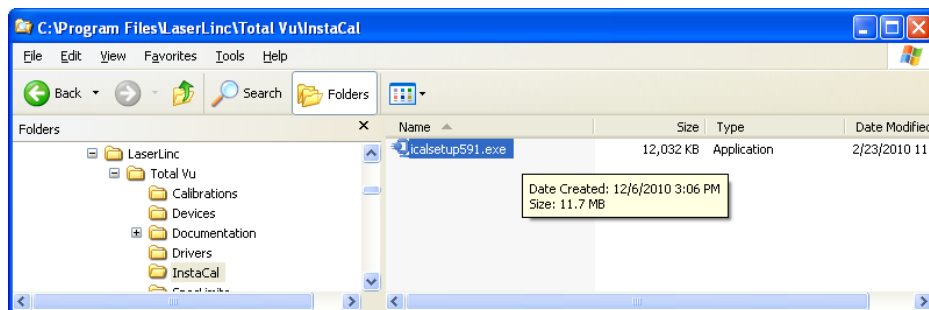 C:\Program Files\LaserLinc\Total Vu\InstaCal
File Edit View Favorites Tools Help
Back Search Folders
Folders x Name Size Type Date Modified
LaserLinc
icalsetup591.exe 12,032 KB Application 2/23/2010 11
Total Vu
Date Created: 12/6/2010 3:06 PM
Size: 11.7 MB
Calibrations
Devices
Documentation
Drivers
InstaCal